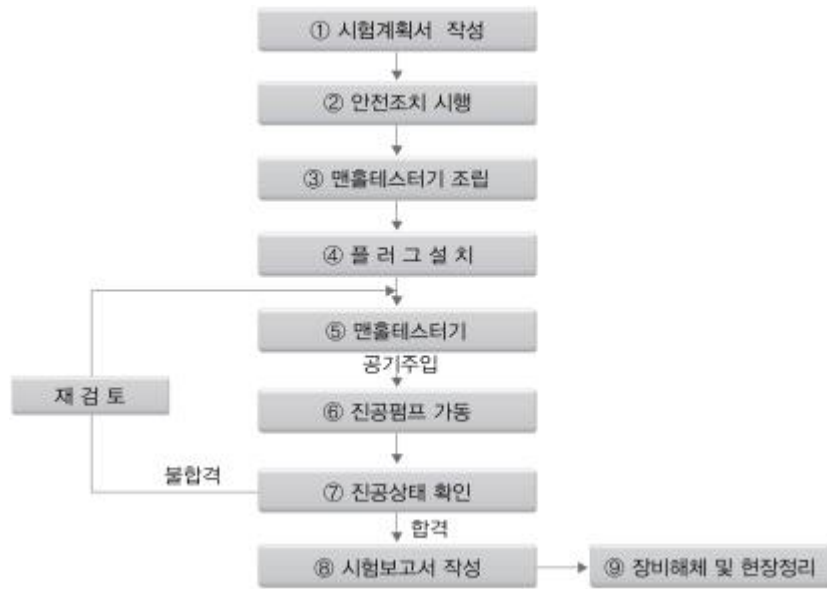 ① 시험계획서 작성
② 안전조치 시행
③ 맨홀테스터기 조립
④ 플 러 그 설 치
⑤ 맨홀테스터기
공기주입
재 검 토
⑥ 진공펌프 가동
불합격
⑦ 진공상태 확인
합격
⑧ 시험보고서 작성
⑨ 장비해체 및 현장정리